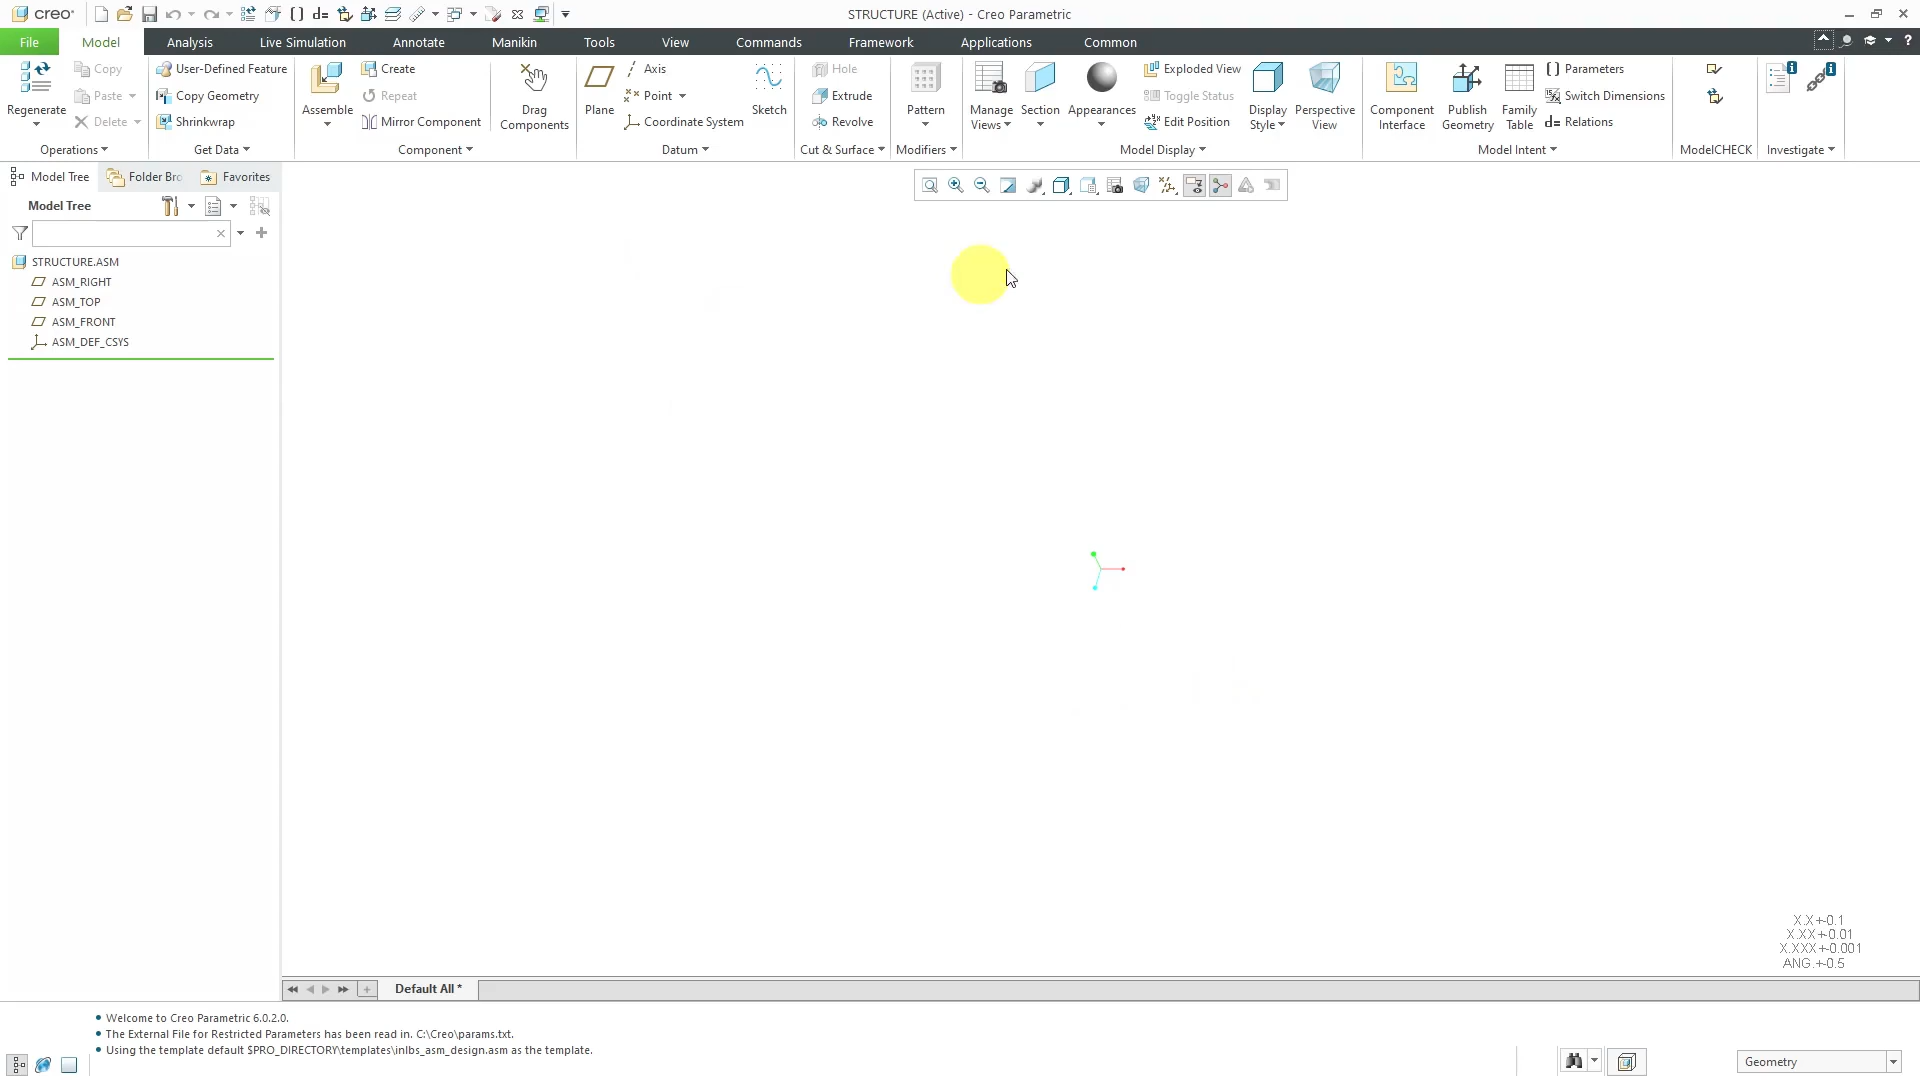 creo
STRUCTURE (Active) - Creo Parametric
File Model Analysis Live Simulation Annotate Manikin Tools View Commands Framework Applications Common
Regenerate
Copy
Paste
Delete
Operations
User-Defined Feature
Copy Geometry
Shrinkwrap
Get Data
Assemble
Create
Repeat
Mirror Component
Drag
Components
Component
Plane
Axis
Point
Coordinate System
Sketch
Datum
Hole
Extrude
Revolve
Cut & Surface
Pattern
Modifiers
Manage
Views
Section
Appearances
Exploded View
Toggle Status
Edit Position
Display
Style
Perspective
View
Model Display
Component
Interface
Publish
Geometry
Family
Table
Parameters
Switch Dimensions
d= Relations
Model Intent
ModelCHECK
Investigate
Model Tree Folder Bro Favorites
Model Tree
STRUCTURE.ASM
ASM_RIGHT
ASM_TOP
ASM_FRONT
ASM_DEF_CSYS
X.X+-0.1
X.XX+-0.01
X.XXX+-0.001
ANG.+-0.5
Default All *
• Welcome to Creo Parametric 6.0.2.0.
• The External File for Restricted Parameters has been read in. C:\Creo\params.txt.
• Using the template default $PRO_DIRECTORY\templates\inlbs_asm_design.asm as the template.
Geometry